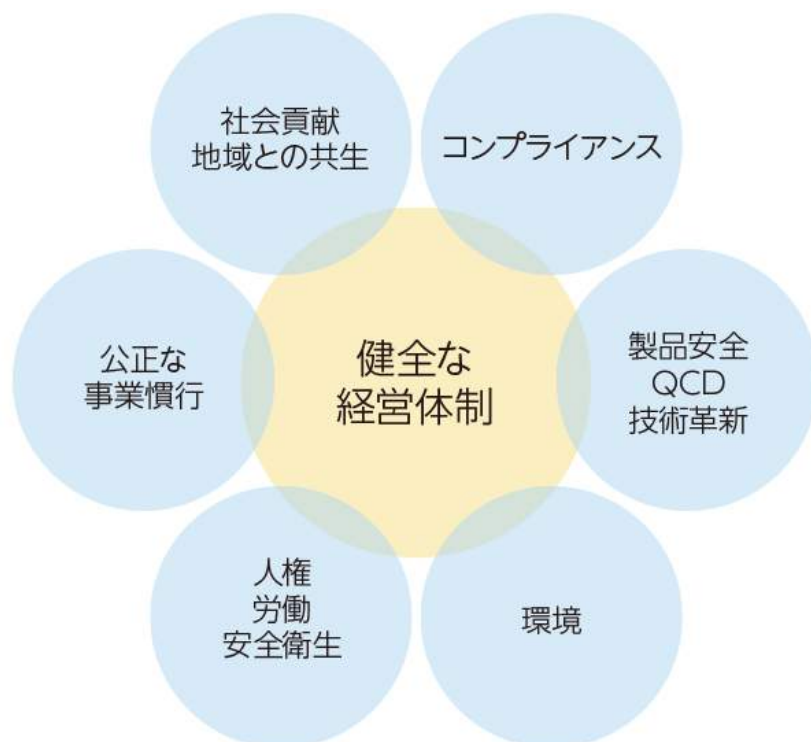 社会貢献
地域との共生
コンプライアンス
公正な
事業慣行
健全な
経営体制
製品安全
QCD
技術革新
人権
労働
安全衛生
環境